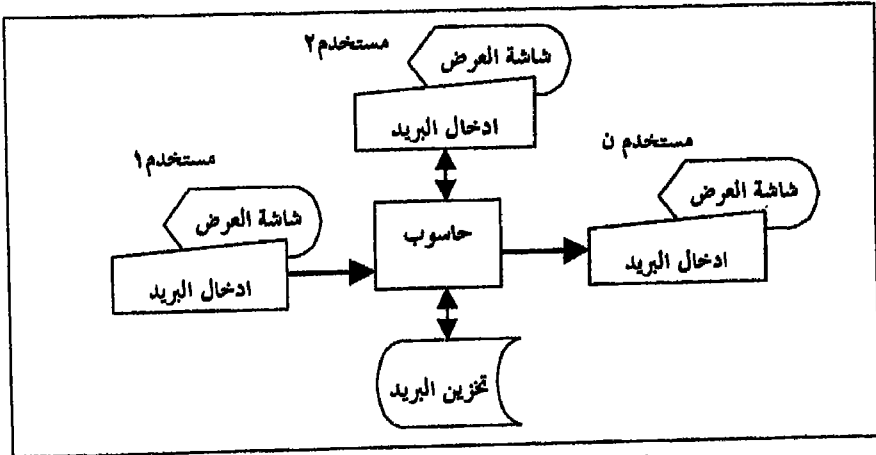 مستخدم٢
شاشة العرض
ادخال البريد
مستخدم ن
شاشة العرض
ادخال البريد
مستخدم١
شاشة العرض
ادخال البريد
حاسوب
تخزين البريد